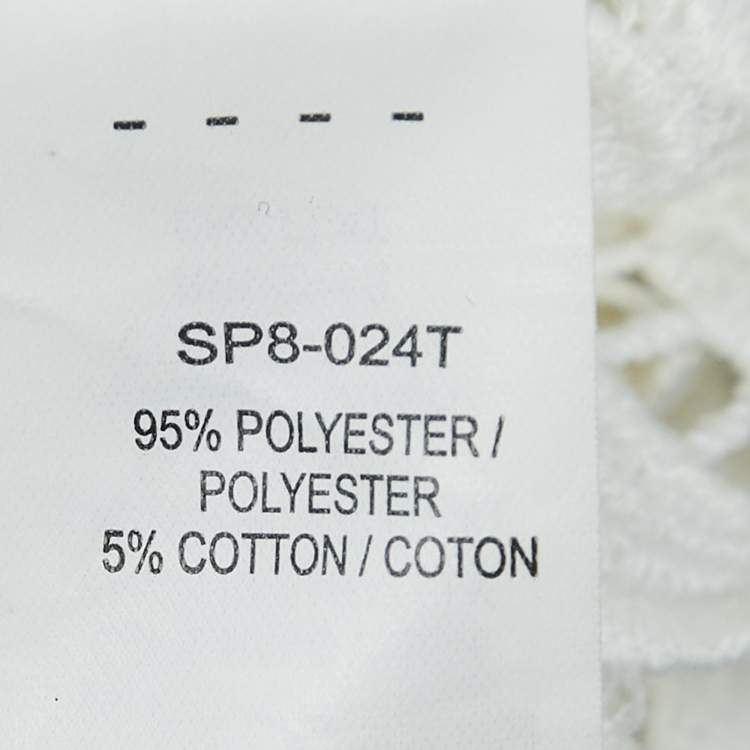 - - - -
SP8-024T
95% POLYESTER /
POLYESTER
5% COTTON / COTON